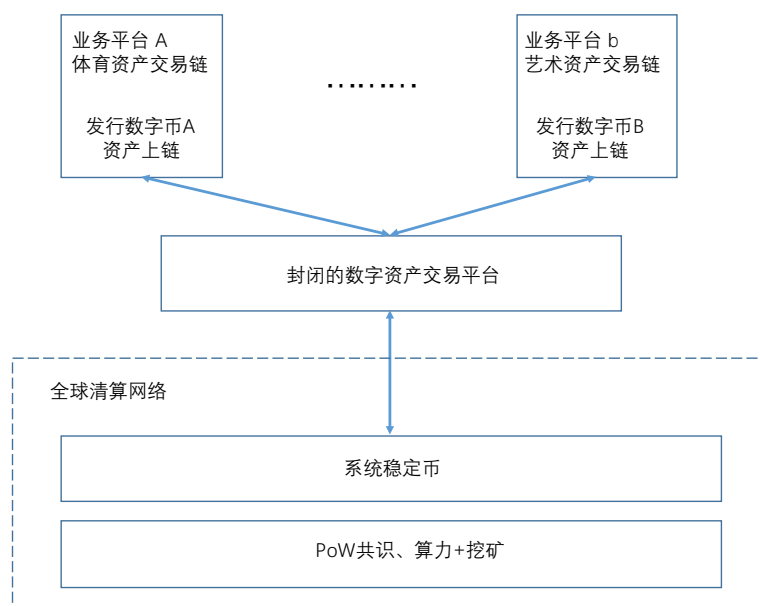 业务平台 A
体育资产交易链
发行数字币A
资产上链
………
业务平台 b
艺术资产交易链
发行数字币B
资产上链
封闭的数字资产交易平台
全球清算网络
系统稳定币
PoW共识、算力+挖矿